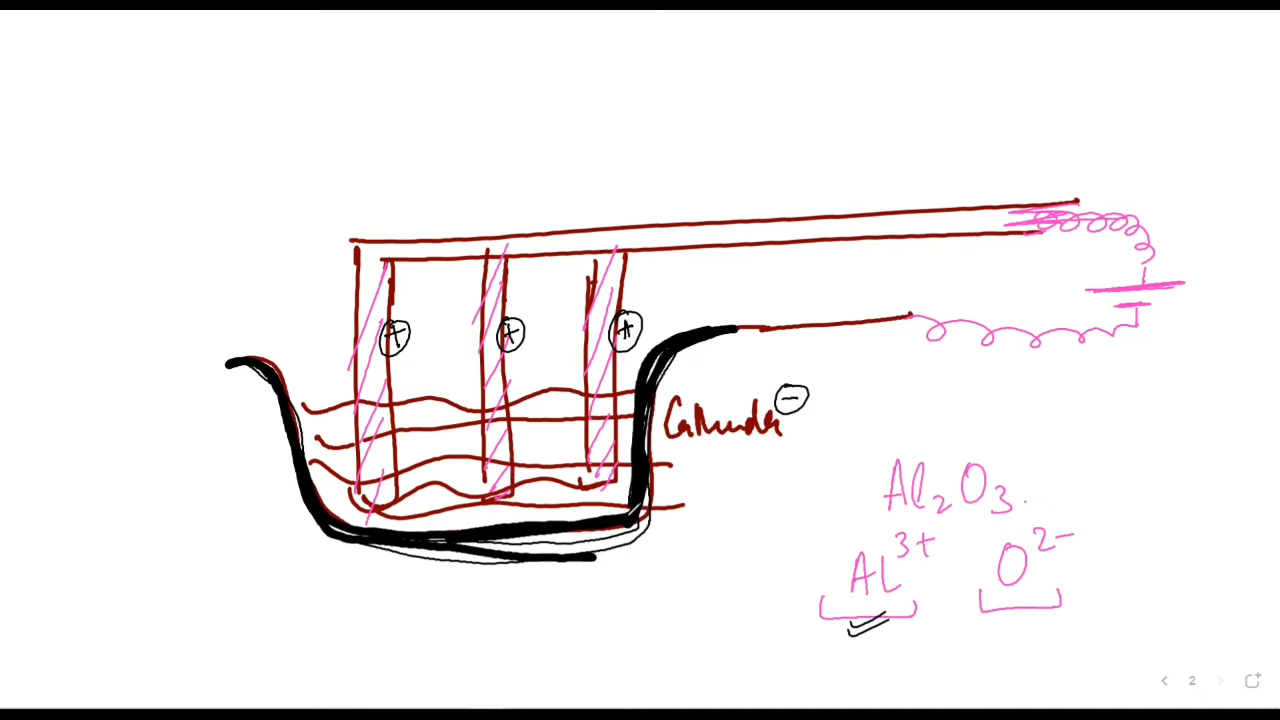 + + +
Cathode -
Al2O3.
Al3+ O2-
2